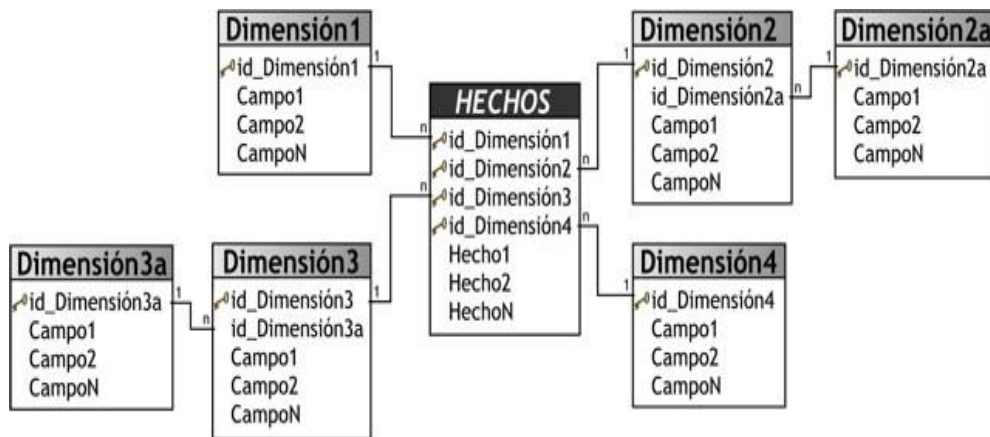 Dimensión1
id_Dimensión1
Campo1
Campo2
CampoN
1
n
HECHOS
id_Dimensión1
id_Dimensión2
id_Dimensión3
id_Dimensión4
Hecho1
Hecho2
HechoN
n
n
n
Dimensión2
id_Dimensión2
id_Dimensión2a
Campo1
Campo2
CampoN
1
n
Dimensión2a
id_Dimensión2a
Campo1
Campo2
CampoN
1
Dimensión3a
id_Dimensión3a
Campo1
Campo2
CampoN
1
n
Dimensión3
id_Dimensión3
id_Dimensión3a
Campo1
Campo2
CampoN
1
Dimensión4
id_Dimensión4
Campo1
Campo2
CampoN
1